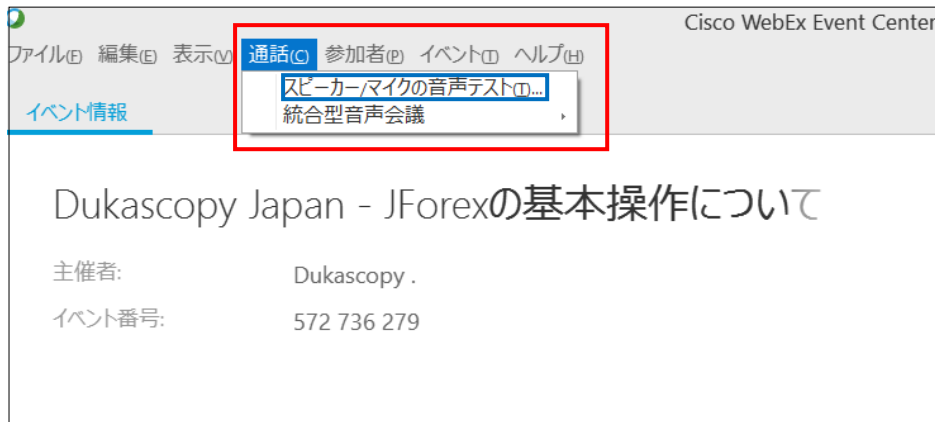 Cisco WebEx Event Center
ファイル(F) 編集(E) 表示(V) 通話(C) 参加者(P) イベント(T) ヘルプ(H)
スピーカー/マイクの音声テスト(T)...
統合型音声会議
イベント情報
Dukascopy Japan - JForexの基本操作について
主催者: Dukascopy .
イベント番号: 572 736 279